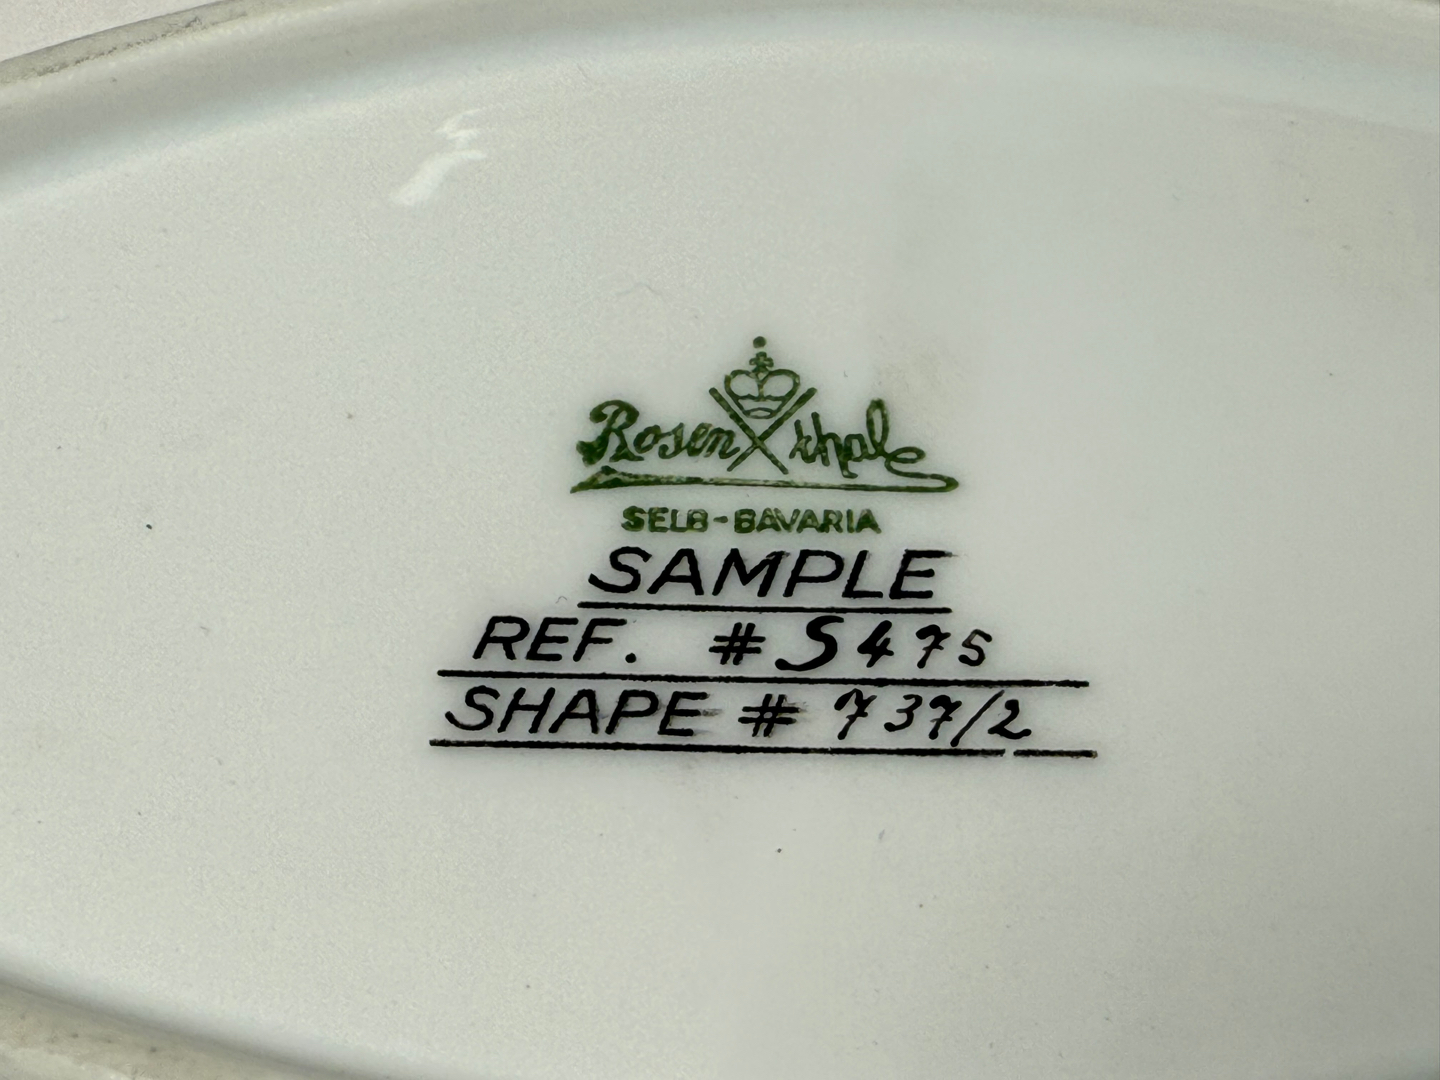 Rosenthal
SELB-BAVARIA
SAMPLE
REF. # S475
SHAPE # 737/2